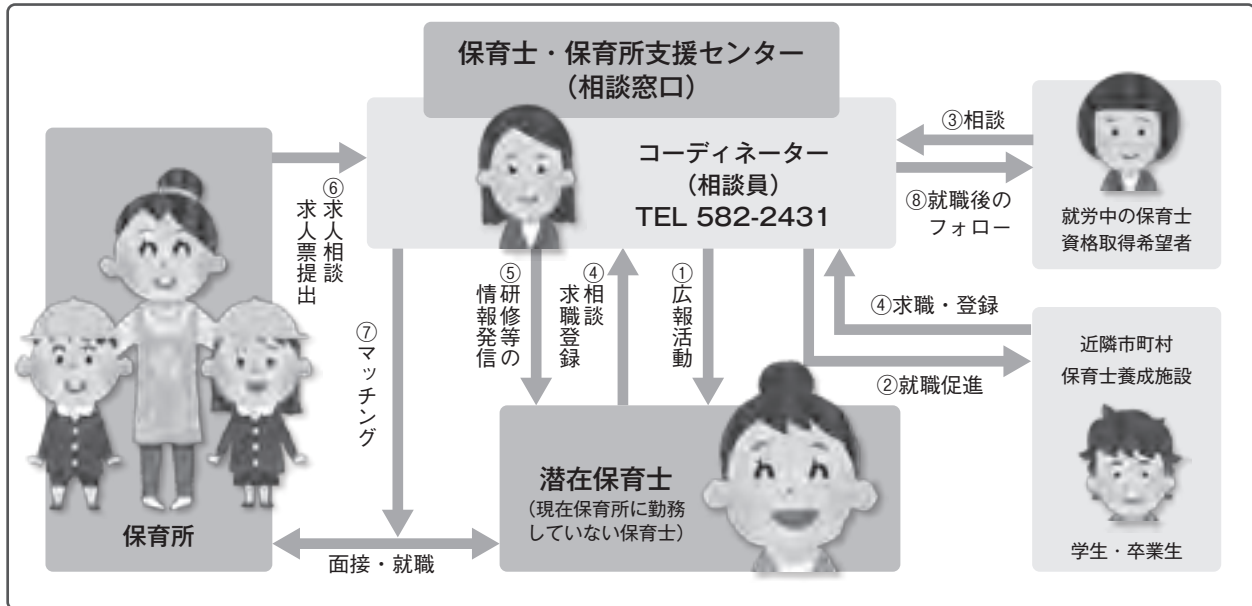 保育士・保育所支援センター
（相談窓口）
コーディネーター
（相談員）
TEL 582-2431
③相談
⑧就職後の
フォロー
就労中の保育士
資格取得希望者
⑥求人相談
求人票提出
⑦マッチング
⑤研修等の
情報発信
④相談
求職登録
①広報活動
④求職・登録
②就職促進
近隣市町村
保育士養成施設
学生・卒業生
潜在保育士
（現在保育所に勤務
していない保育士）
保育所
面接・就職